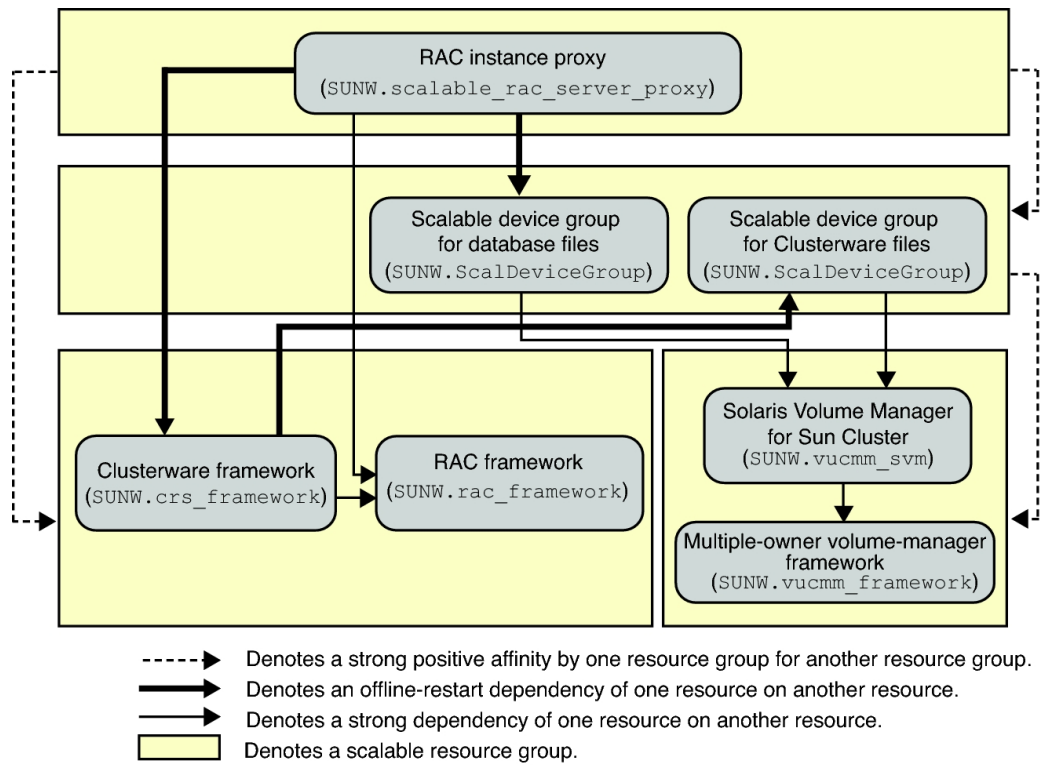 RAC instance proxy
(SUNW.scalable_rac_server_proxy)
Scalable device group
for database files
(SUNW.ScalDeviceGroup)
Scalable device group
for Clusterware files
(SUNW.ScalDeviceGroup)
Clusterware framework
(SUNW.crs_framework)
RAC framework
(SUNW.rac_framework)
Solaris Volume Manager
for Sun Cluster
(SUNW.vucmm_svm)
Multiple-owner volume-manager
framework
(SUNW.vucmm_framework)
Denotes a strong positive affinity by one resource group for another resource group.
Denotes an offline-restart dependency of one resource on another resource.
Denotes a strong dependency of one resource on another resource.
Denotes a scalable resource group.